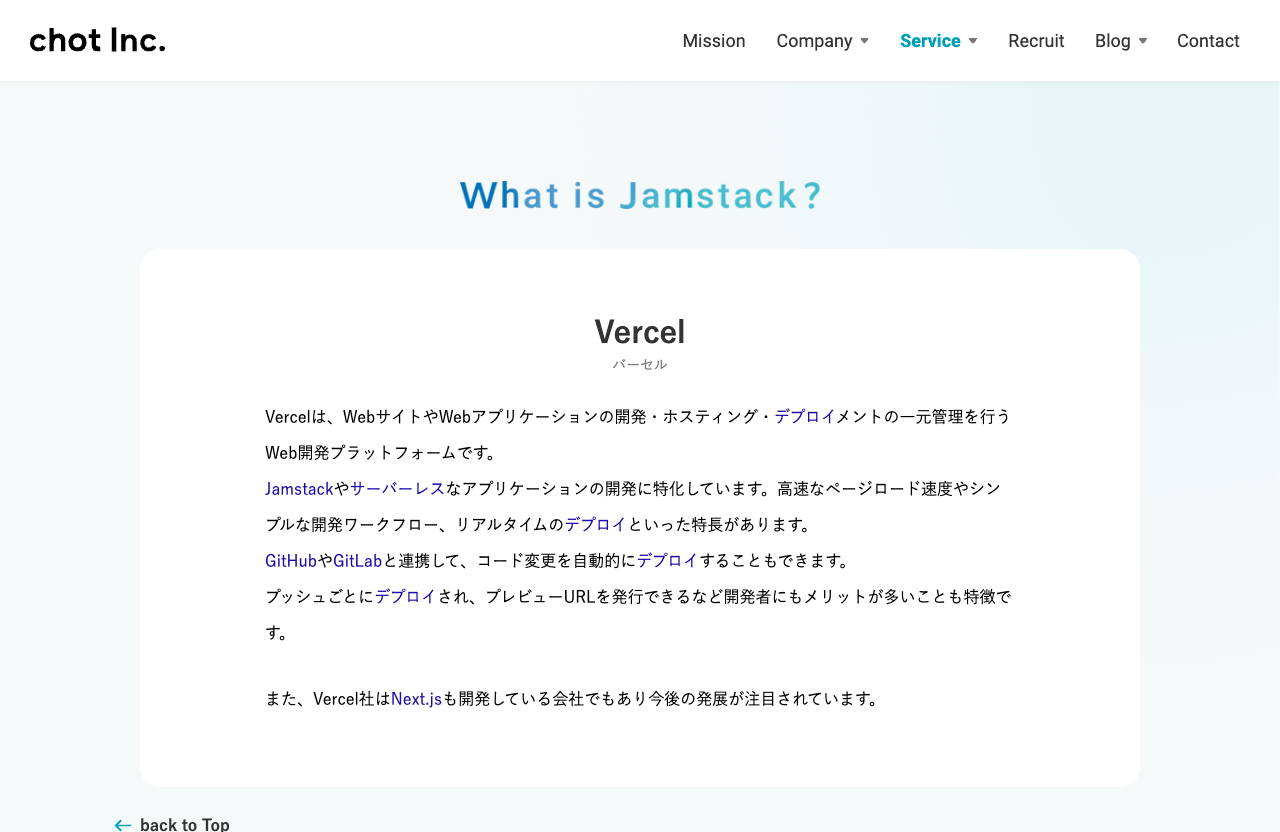 chot Inc.
Mission Company Service Recruit Blog Contact
What is Jamstack?
Vercel
バーセル
Vercelは、WebサイトやWebアプリケーションの開発・ホスティング・デプロイメントの一元管理を行う
Web開発プラットフォームです。
Jamstackやサーバーレスなアプリケーションの開発に特化しています。高速なページロード速度やシン
プルな開発ワークフロー、リアルタイムのデプロイといった特長があります。
GitHubやGitLabと連携して、コード変更を自動的にデプロイすることもできます。
プッシュごとにデプロイされ、プレビューURLを発行できるなど開発者にもメリットが多いことも特徴で
す。
また、Vercel社はNext.jsも開発している会社でもあり今後の発展が注目されています。
back to Top